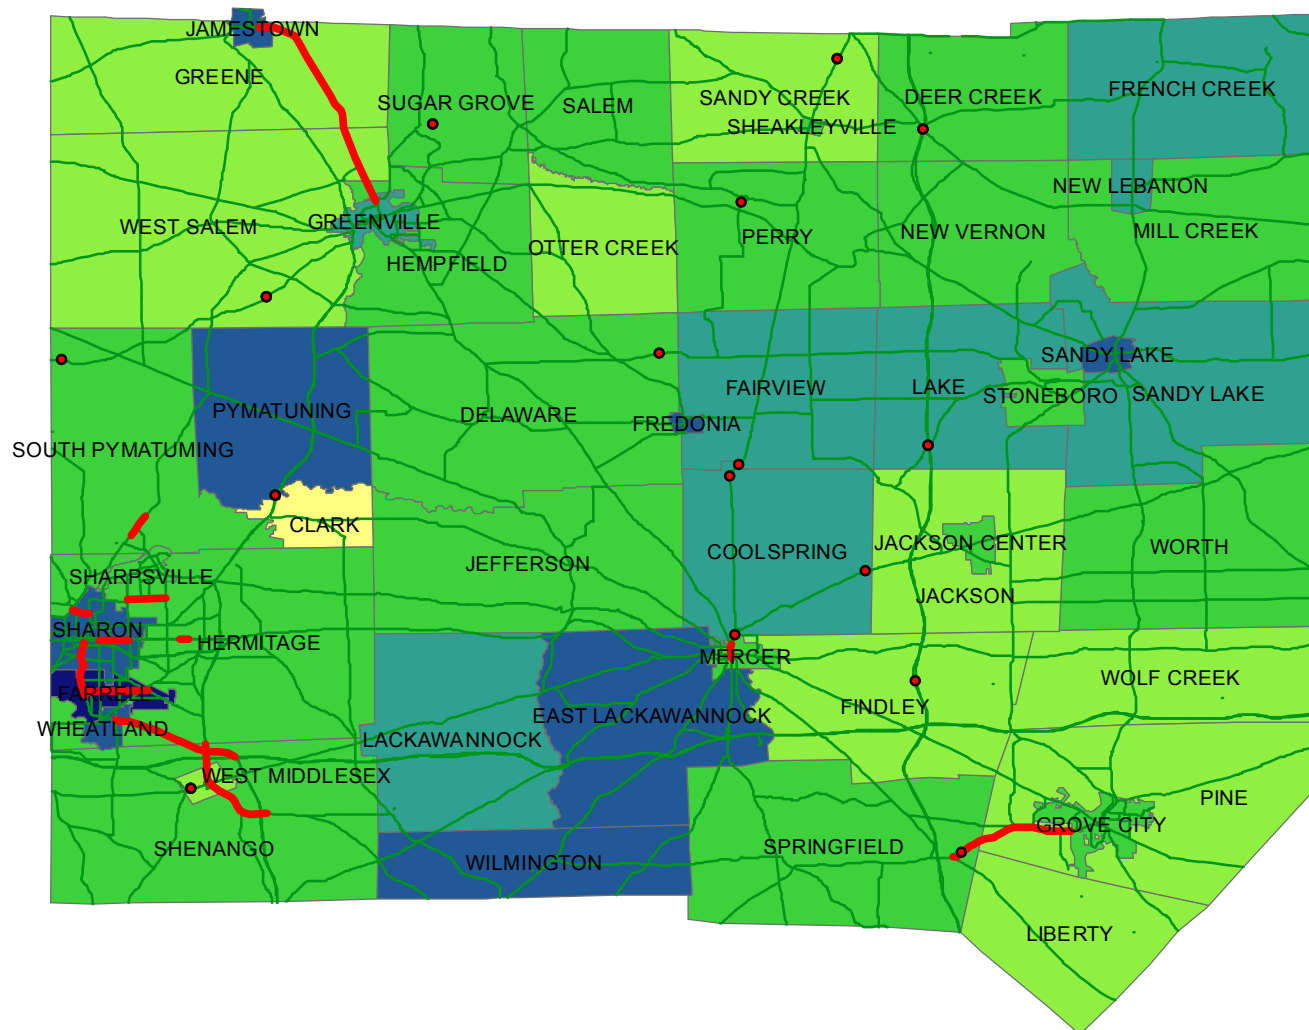 JAMESTOWN
GREENE
SUGAR GROVE
SALEM
SANDY CREEK
SHEAKLEYVILLE
DEER CREEK
FRENCH CREEK
NEW LEBANON
WEST SALEM
GREENVILLE
HEMPFIELD
OTTER CREEK
PERRY
NEW VERNON
MILL CREEK
SANDY LAKE
PYMATUNING
DELAWARE
FREDONIA
FAIRVIEW
LAKE
STONEBORO
SANDY LAKE
SOUTH PYMATUMING
CLARK
JEFFERSON
COOLSPRING
JACKSON CENTER
WORTH
SHARPSVILLE
JACKSON
SHARON
HERMITAGE
MERCER
WOLF CREEK
FARRELL
WHEATLAND
LACKAWANNOCK
EAST LACKAWANNOCK
FINDLEY
WEST MIDDLESEX
PINE
GROVE CITY
SHENANGO
WILMINGTON
SPRINGFIELD
LIBERTY